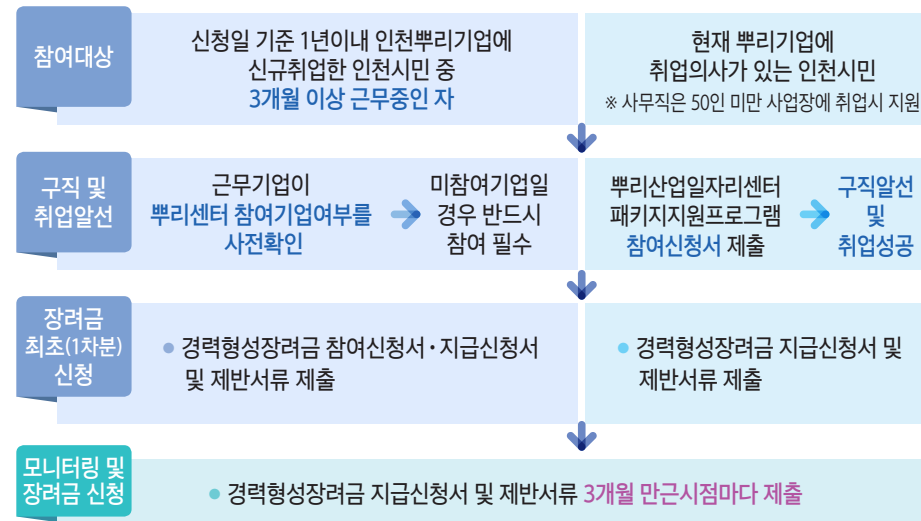 참여대상
신청일 기준 1년이내 인천뿌리기업에
신규취업한 인천시민 중
3개월 이상 근무중인 자
현재 뿌리기업에
취업의사가 있는 인천시민
※ 사무직은 50인 미만 사업장에 취업시 지원
구직 및
취업알선
근무기업이
뿌리센터 참여기업여부를
사전확인
미참여기업일
경우 반드시
참여 필수
뿌리산업일자리센터
패키지지원프로그램
참여신청서 제출
구직알선
및
취업성공
장려금
최초(1차분)
신청
• 경력형성장려금 참여신청서·지급신청서
및 제반서류 제출
• 경력형성장려금 지급신청서 및
제반서류 제출
모니터링 및
장려금 신청
• 경력형성장려금 지급신청서 및 제반서류 3개월 만근시점마다 제출